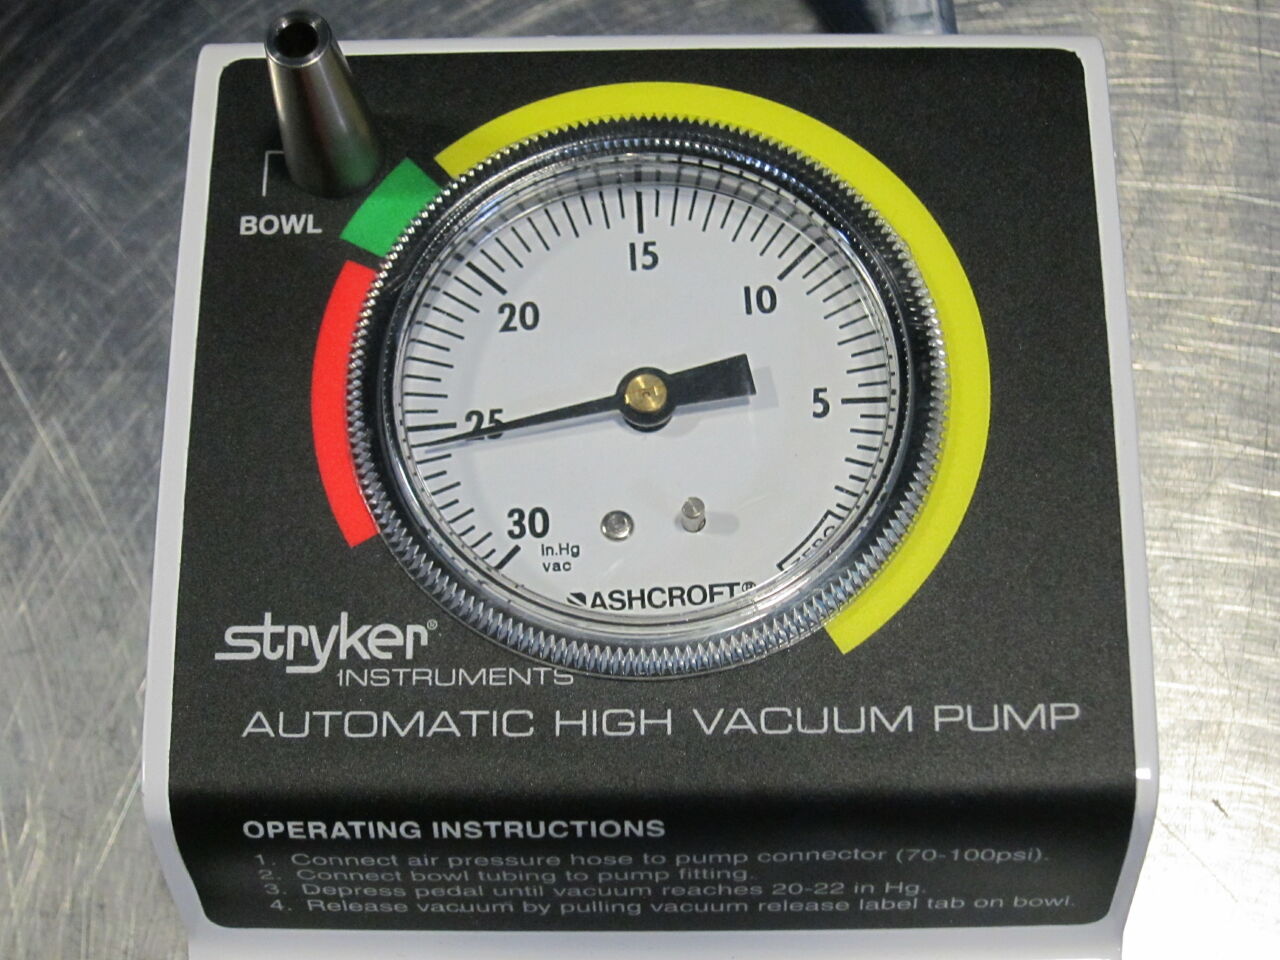 BOWL
15
20
10
25
5
30
In.Hg
vac
ZERO
ASHCROFT®
stryker®
INSTRUMENTS
AUTOMATIC HIGH VACUUM PUMP
OPERATING INSTRUCTIONS
1. Connect air pressure hose to pump connector (70-100psi).
2. Connect bowl tubing to pump fitting.
3. Depress pedal until vacuum reaches 20-22 in Hg.
4. Release vacuum by pulling vacuum release label tab on bowl.